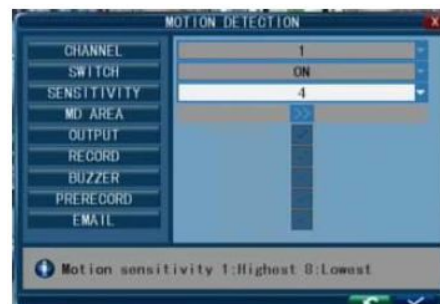 MOTION DETECTION
CHANNEL 1
SWITCH ON
SENSITIVITY 4
MD AREA >>
OUTPUT
RECORD
BUZZER
PRERECORD
EMAIL
Motion sensitivity 1:Highest 8:Lowest